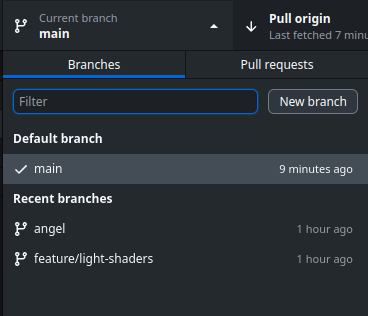 Current branch
main
Pull origin
Last fetched 7 minu
Branches
Pull requests
Filter
New branch
Default branch
main
9 minutes ago
Recent branches
angel
1 hour ago
feature/light-shaders
1 hour ago